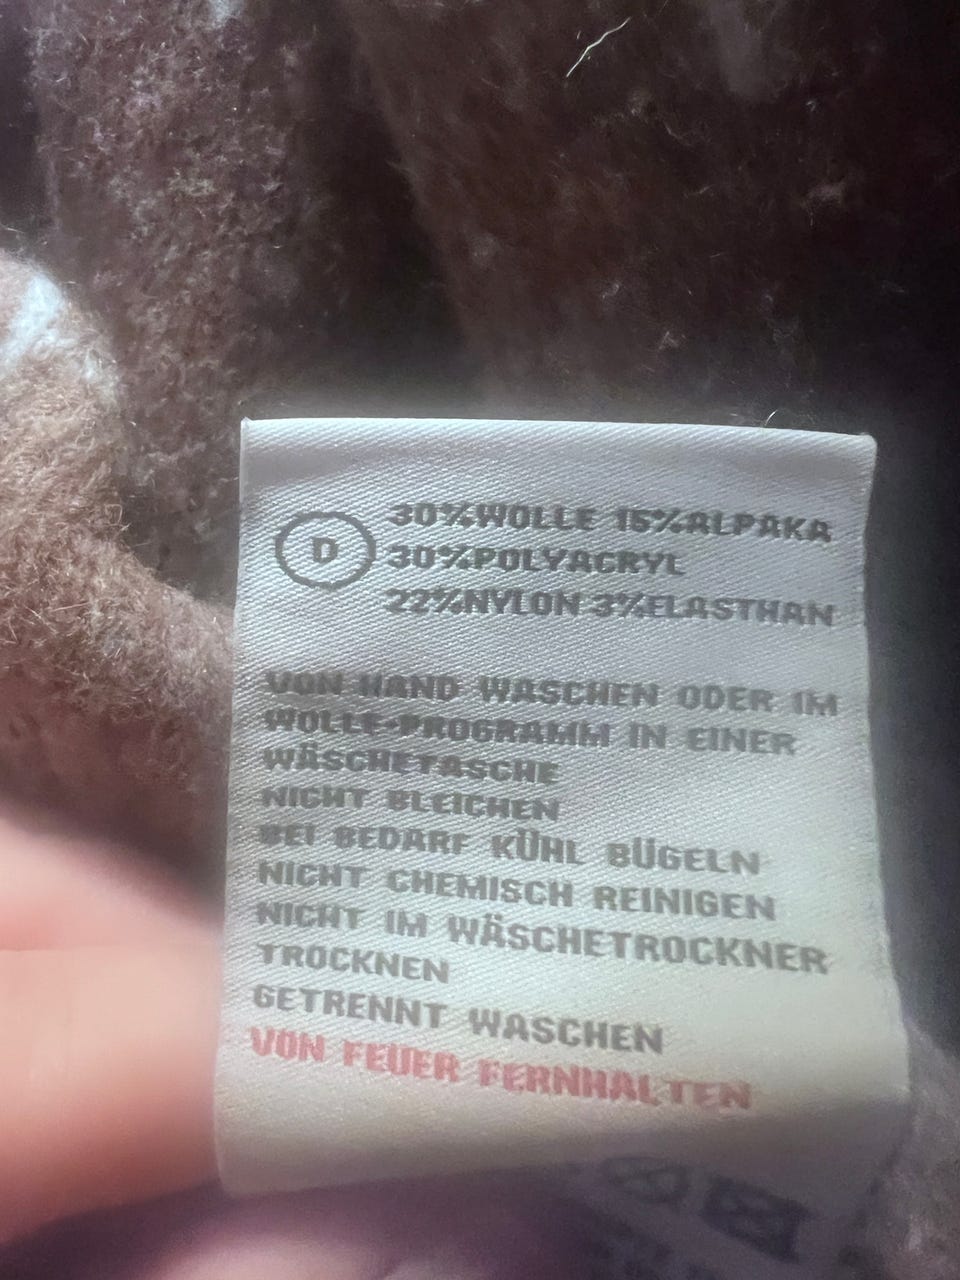 D
30%WOLLE 15%ALPAKA
30%POLYACRYL
22%NYLON 3%ELASTHAN
VON HAND WASCHEN ODER IM
WOLLE-PROGRAMM IN EINER
WÄSCHETASCHE
NICHT BLEICHEN
BEI BEDARF KÜHL BÜGELN
NICHT CHEMISCH REINIGEN
NICHT IM WÄSCHETROCKNER
TROCKNEN
GETRENNT WASCHEN
VON FEUER FERNHALTEN